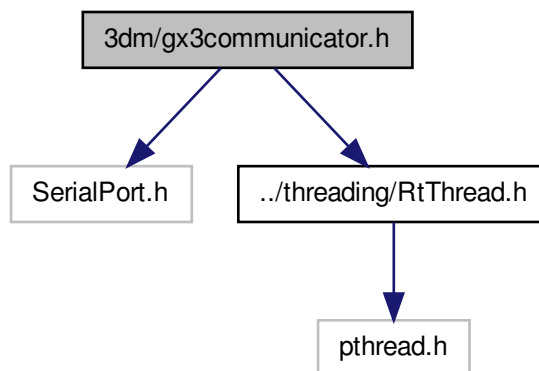 3dm/gx3communicator.h
SerialPort.h
../threading/RtThread.h
pthread.h